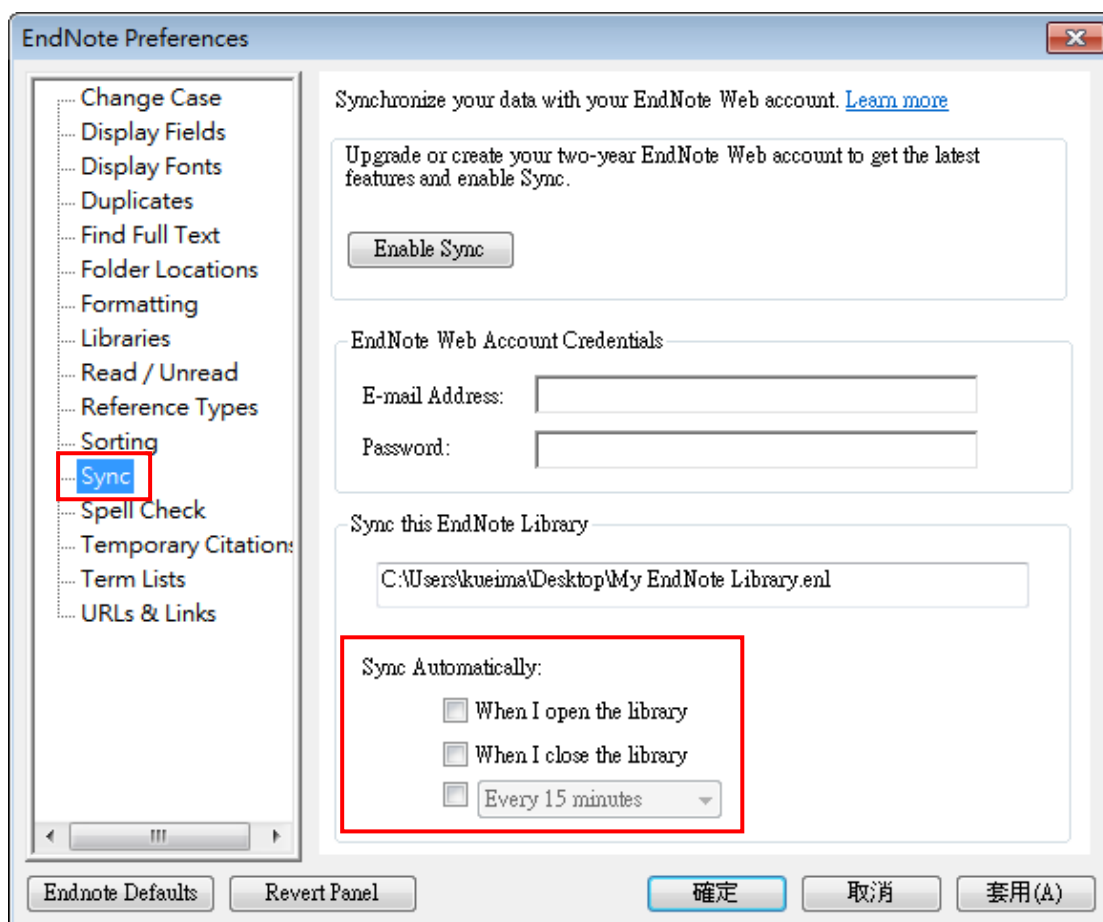 EndNote Preferences
Change Case
Display Fields
Display Fonts
Duplicates
Find Full Text
Folder Locations
Formatting
Libraries
Read / Unread
Reference Types
Sorting
Sync
Spell Check
Temporary Citations
Term Lists
URLs & Links
Synchronize your data with your EndNote Web account. Learn more
Upgrade or create your two-year EndNote Web account to get the latest
features and enable Sync.
Enable Sync
EndNote Web Account Credentials
E-mail Address:
Password:
Sync this EndNote Library
C:\Users\kueima\Desktop\My EndNote Library.enl
Sync Automatically:
When I open the library
When I close the library
Every 15 minutes
Endnote Defaults
Revert Panel
確定
取消
套用(A)